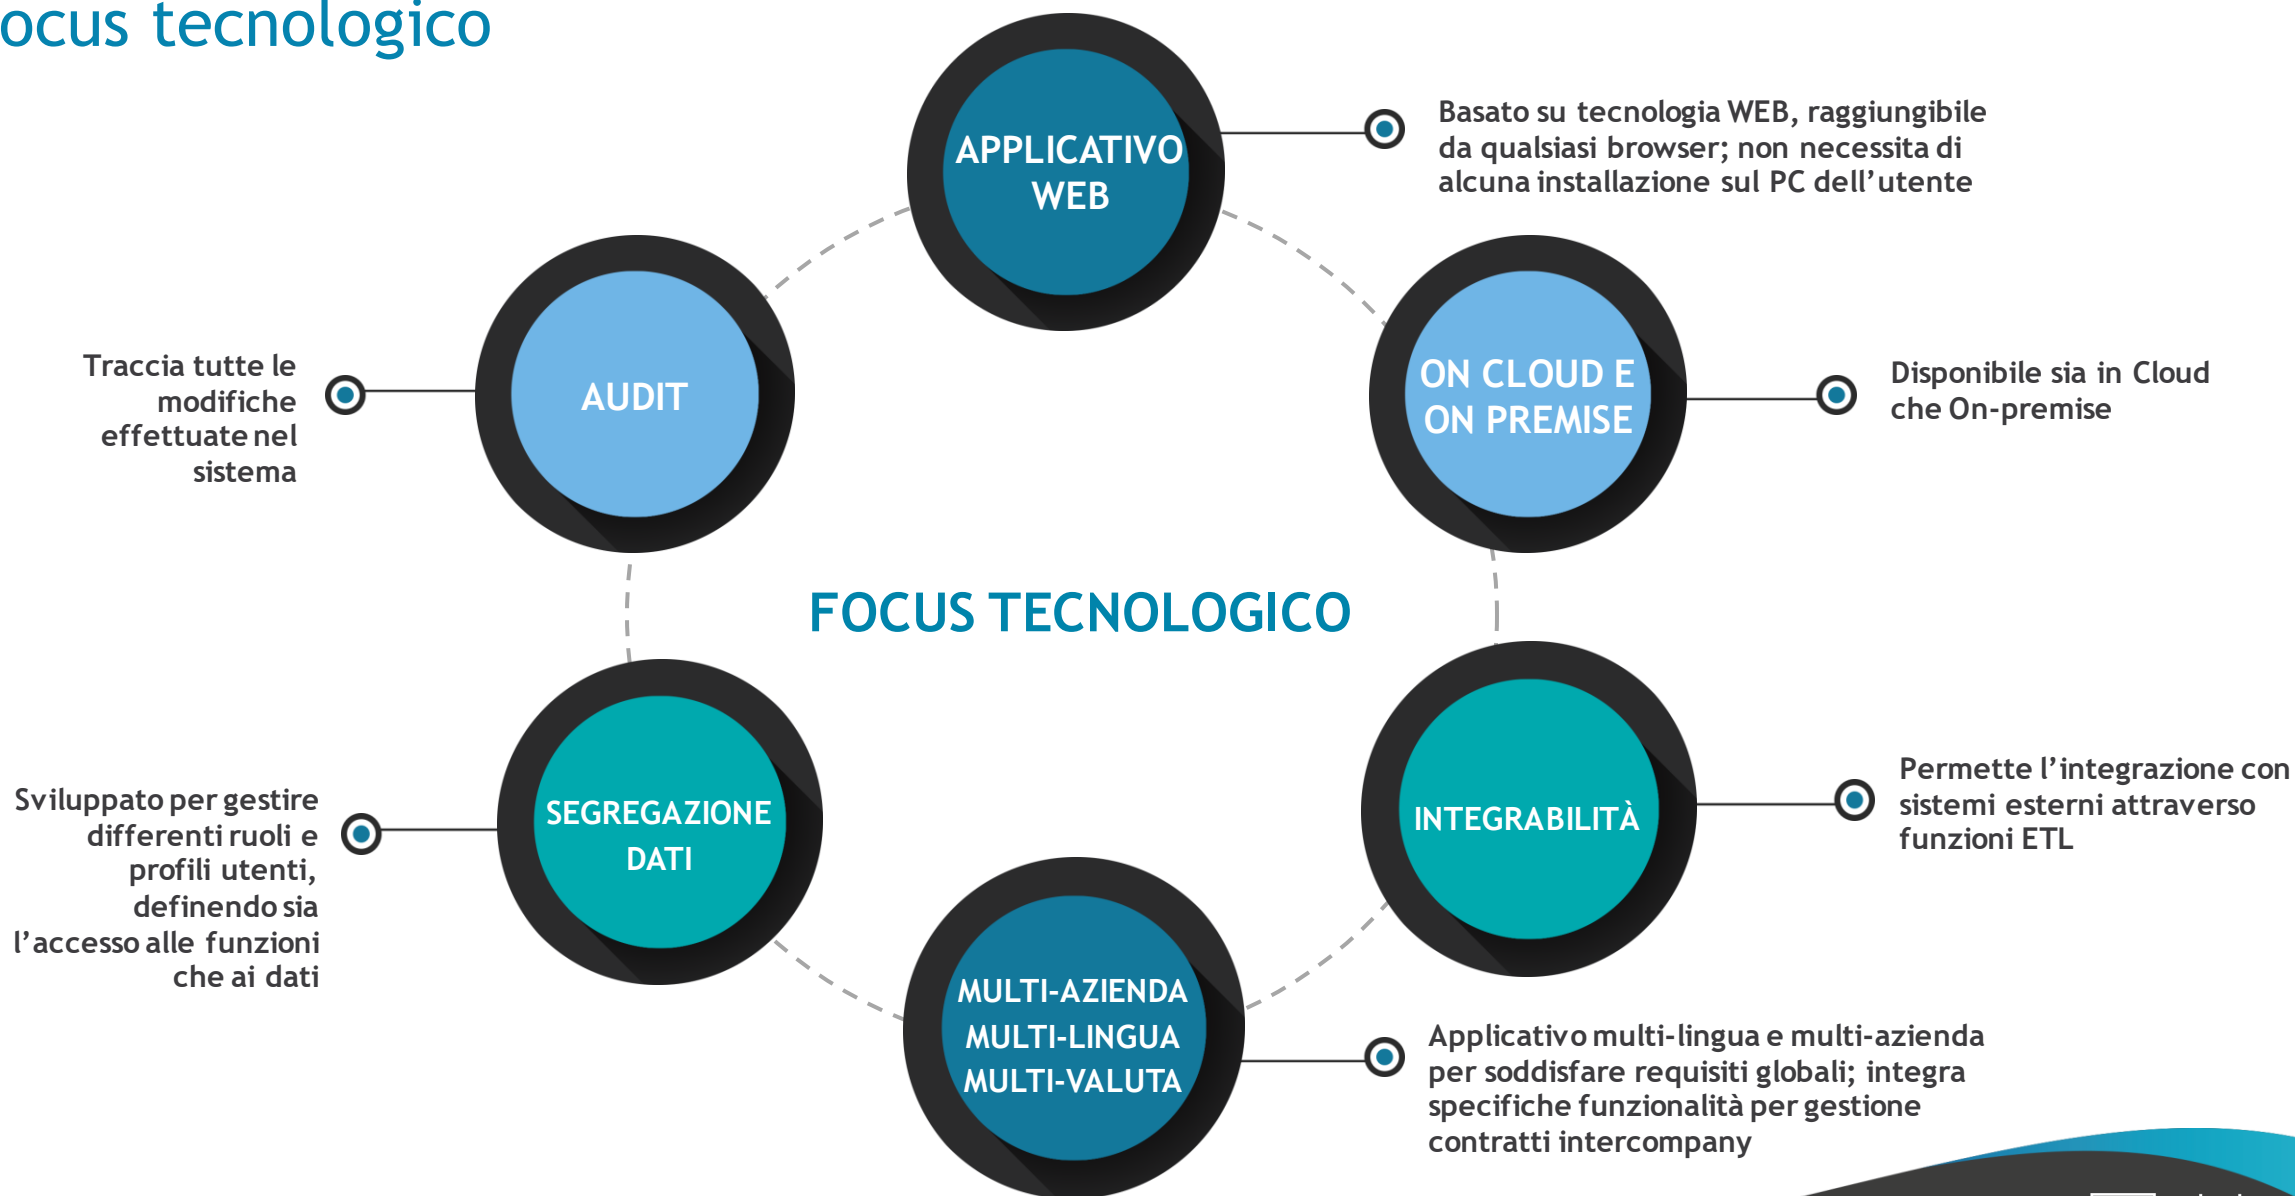 ocus tecnologico
APPLICATIVO
WEB
Basato su tecnologia WEB, raggiungibile
da qualsiasi browser; non necessita di
alcuna installazione sul PC dell’utente
ON CLOUD E
ON PREMISE
Disponibile sia in Cloud
che On-premise
AUDIT
Traccia tutte le
modifiche
effettuate nel
sistema
FOCUS TECNOLOGICO
INTEGRABILITÀ
Permette l’integrazione con
sistemi esterni attraverso
funzioni ETL
SEGREGAZIONE
DATI
Sviluppato per gestire
differenti ruoli e
profili utenti,
definendo sia
l’accesso alle funzioni
che ai dati
MULTI-AZIENDA
MULTI-LINGUA
MULTI-VALUTA
Applicativo multi-lingua e multi-azienda
per soddisfare requisiti globali; integra
specifiche funzionalità per gestione
contratti intercompany